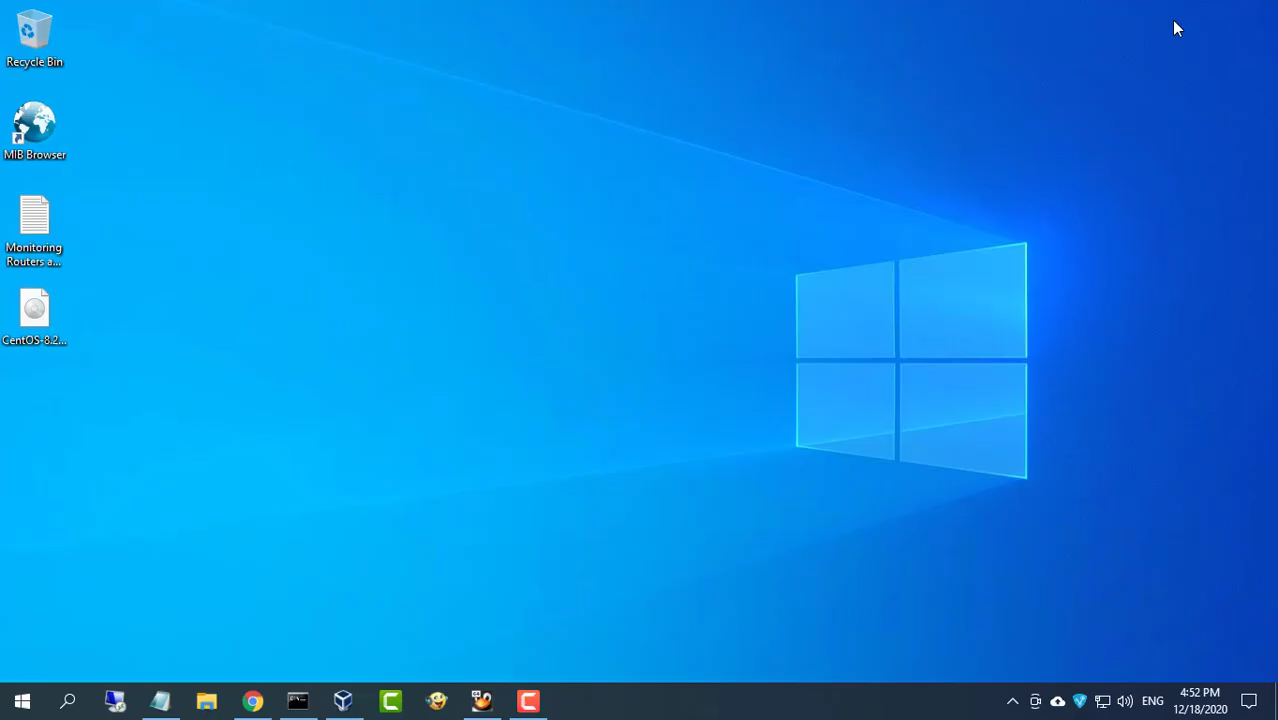 Recycle Bin
MIB Browser
Monitoring
Routers a...
CentOS-8.2...
ENG
4:52 PM
12/18/2020